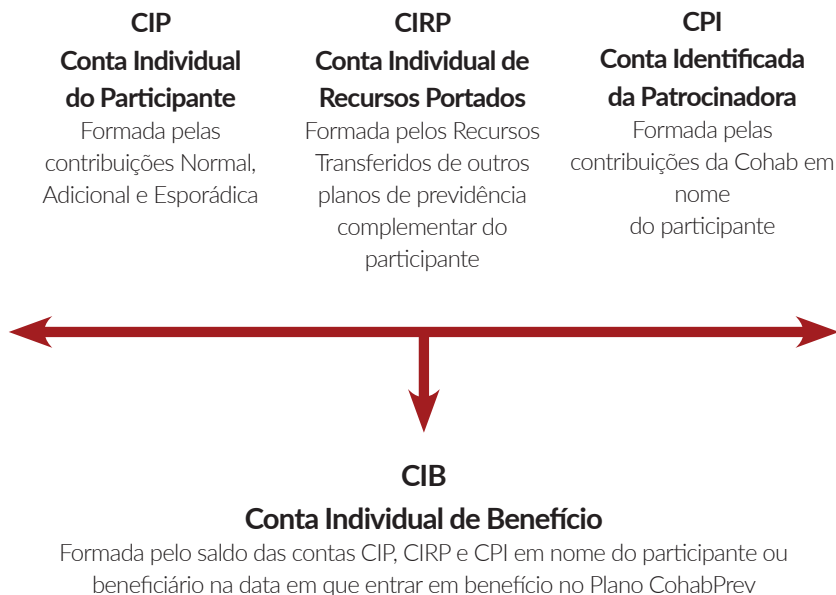 CIP
Conta Individual
do Participante
Formada pelas
contribuições Normal,
Adicional e Esporádica
CIRP
Conta Individual de
Recursos Portados
Formada pelos Recursos
Transferidos de outros
planos de previdência
complementar do
participante
CPI
Conta Identificada
da Patrocinadora
Formada pelas
contribuições da Cohab em
nome
do participante
CIB
Conta Individual de Benefício
Formada pelo saldo das contas CIP, CIRP e CPI em nome do participante ou
beneficiário na data em que entrar em benefício no Plano CohabPrev